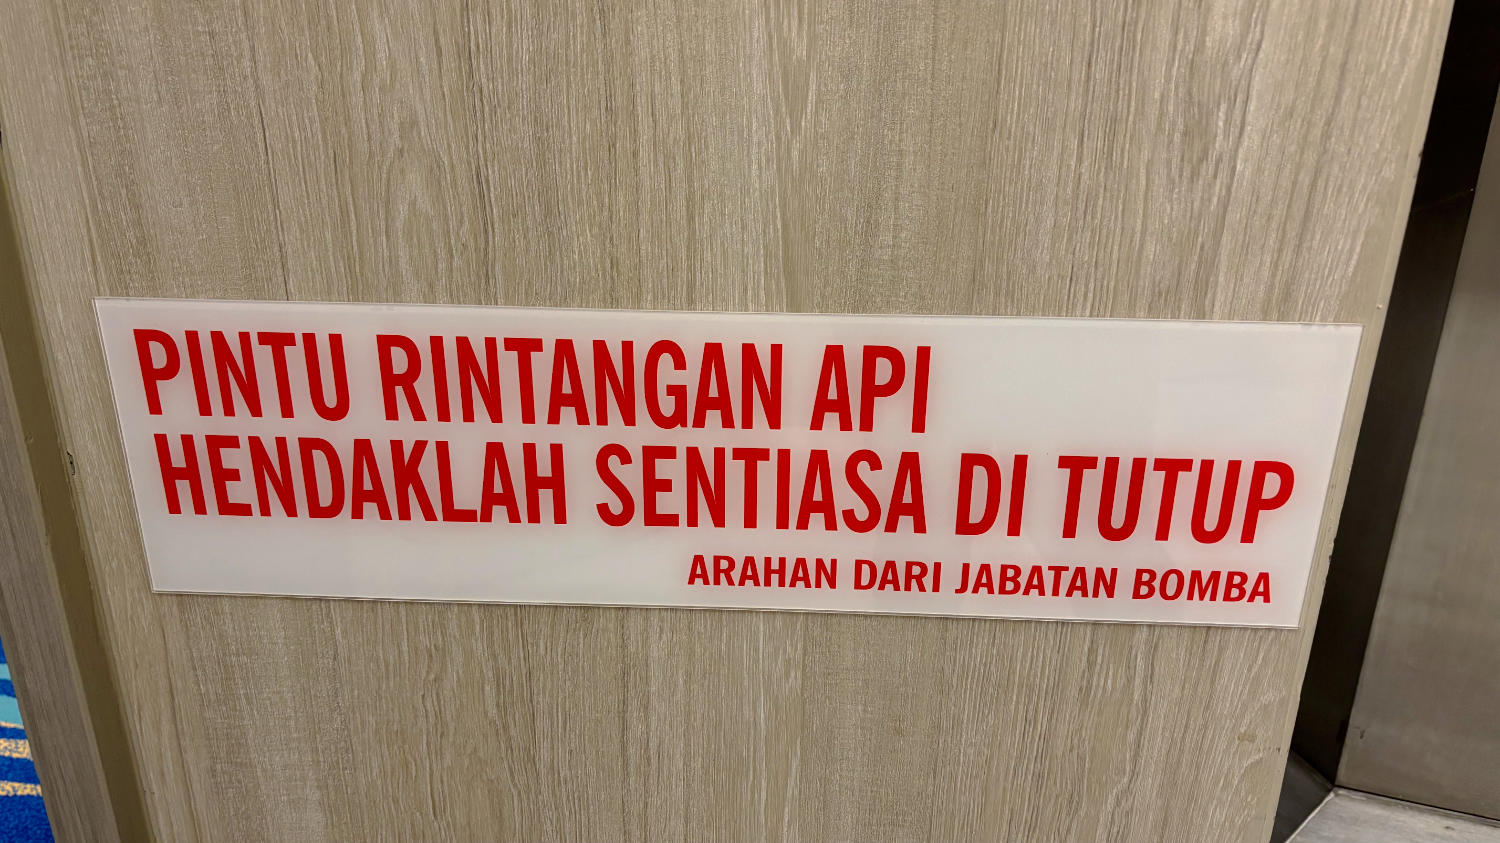 PINTU RINTANGAN API
HENDAKLAH SENTIASA DI TUTUP
ARAHAN DARI JABATAN BOMBA